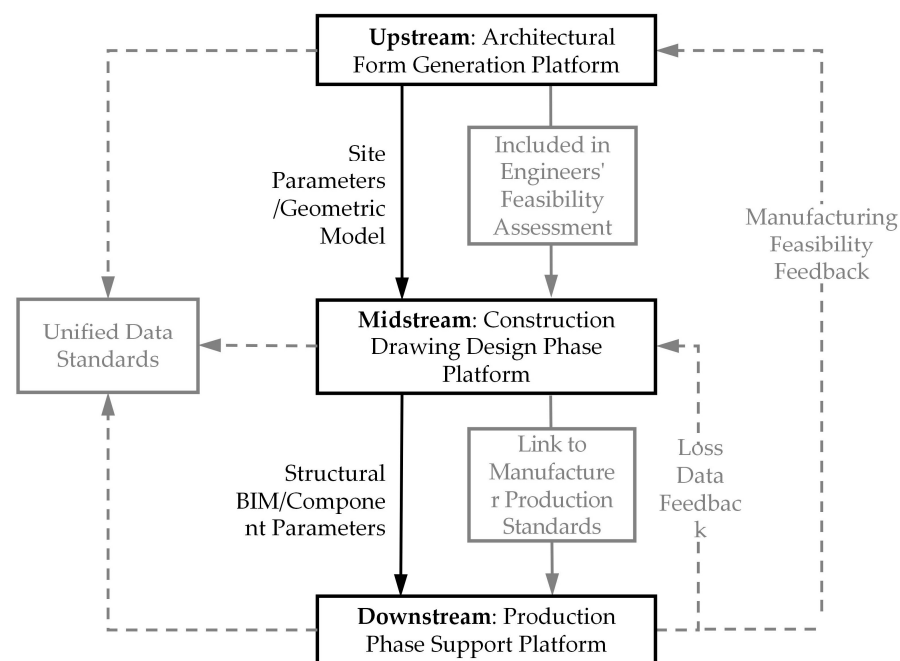 Upstream: Architectural
Form Generation Platform
Site
Parameters
/Geometric
Model
Included in
Engineers'
Feasibility
Assessment
Manufacturing
Feasibility
Feedback
Unified Data
Standards
Midstream: Construction
Drawing Design Phase
Platform
Structural
BIM/Compone
nt Parameters
Link to
Manufacture
r Production
Standards
Loss
Data
Feedbac
k
Downstream: Production
Phase Support Platform